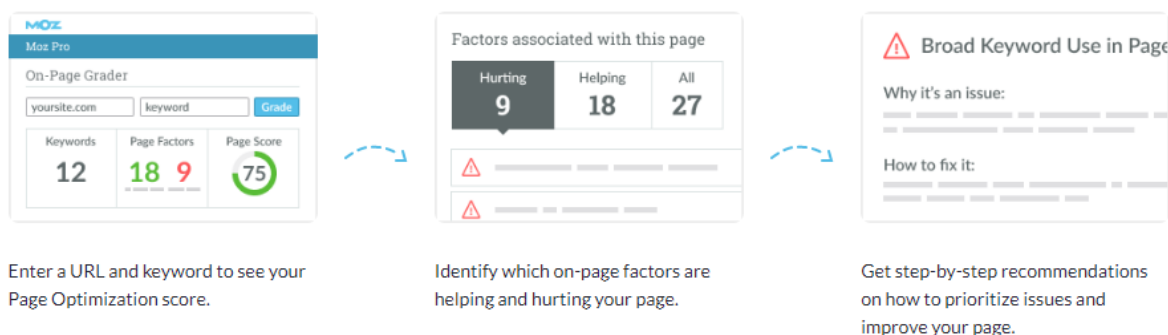 MOZ
Moz Pro
On-Page Grader
yoursite.com keyword Grade
Keywords Page Factors Page Score
12 18 9 75
Enter a URL and keyword to see your
Page Optimization score.
Factors associated with this page
Hurting Helping All
9 18 27
Identify which on-page factors are
helping and hurting your page.
Broad Keyword Use in Page
Why it's an issue:
How to fix it:
Get step-by-step recommendations
on how to prioritize issues and
improve your page.